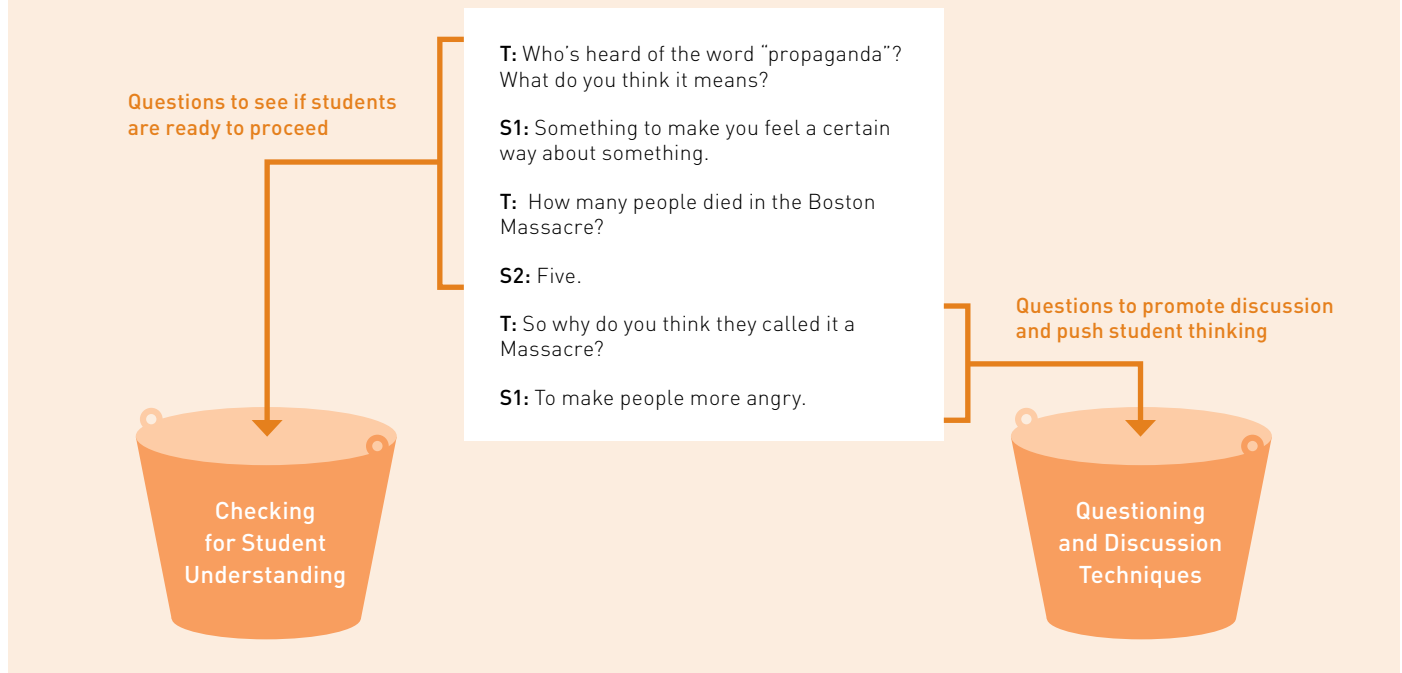 Questions to see if students
are ready to proceed
T: Who's heard of the word “propaganda”?
What do you think it means?
S1: Something to make you feel a certain
way about something.
T: How many people died in the Boston
Massacre?
S2: Five.
T: So why do you think they called it a
Massacre?
S1: To make people more angry.
Questions to promote discussion
and push student thinking
Checking
for Student
Understanding
Questioning
and Discussion
Techniques